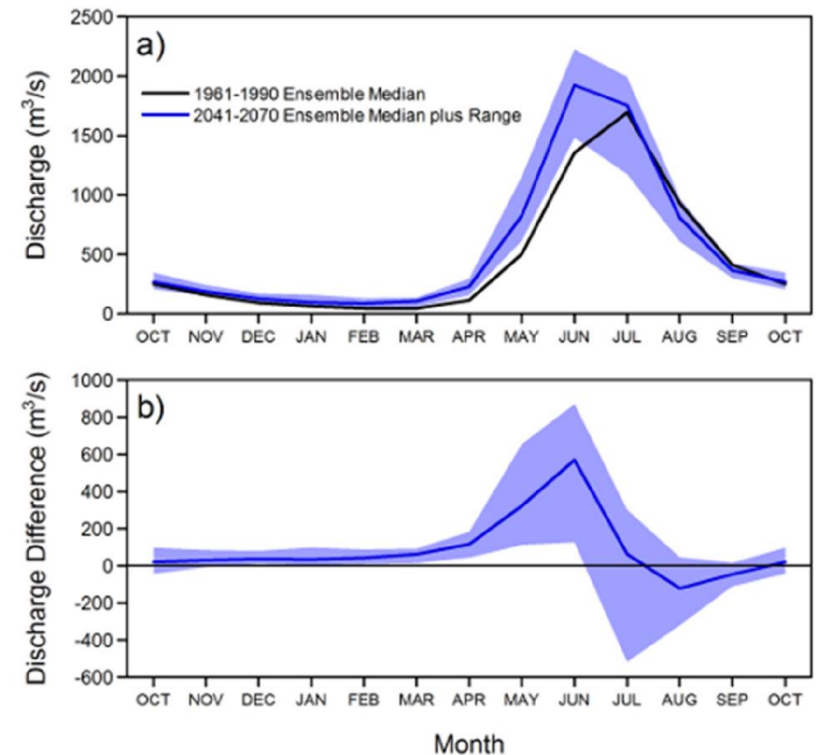 2500
a)
2000
1961-1990 Ensemble Median
2041-2070 Ensemble Median plus Range
1500
1000
500
0
Discharge (m³/s)
OCT NOV DEC JAN FEB MAR APR MAY JUN JUL AUG SEP OCT
1000
b)
800
600
400
200
0
-200
-400
-600
Discharge Difference (m³/s)
OCT NOV DEC JAN FEB MAR APR MAY JUN JUL AUG SEP OCT
Month